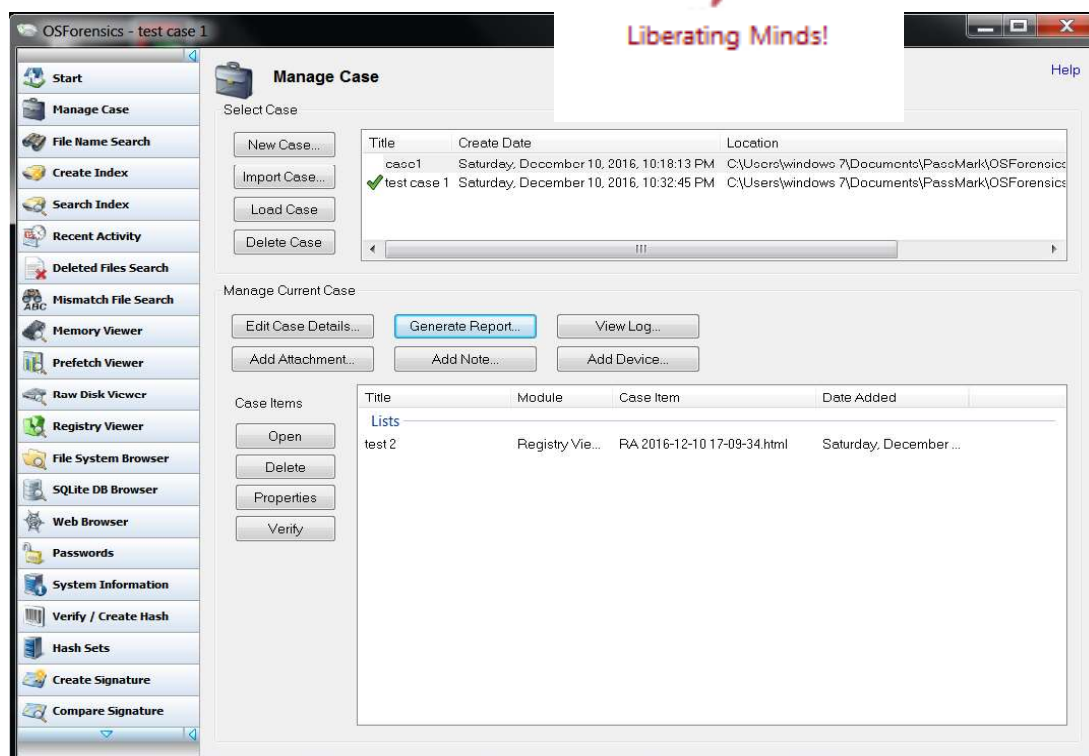 OSForensics - test case 1
Liberating Minds!
Start
Manage Case
File Name Search
Create Index
Search Index
Recent Activity
Deleted Files Search
Mismatch File Search
Memory Viewer
Prefetch Viewer
Raw Disk Viewer
Registry Viewer
File System Browser
SQLite DB Browser
Web Browser
Passwords
System Information
Verify / Create Hash
Hash Sets
Create Signature
Compare Signature
Manage Case
Help
Select Case
New Case...
Import Case...
Load Case
Delete Case
Title Create Date Location
case1 Saturday, December 10, 2016, 10:18:13 PM C:\Users\windows 7\Documents\PassMark\OSForensics
test case 1 Saturday, December 10, 2016, 10:32:45 PM C:\Users\windows 7\Documents\PassMark\OSForensics
Manage Current Case
Edit Case Details... Generate Report... View Log...
Add Attachment... Add Note... Add Device...
Case Items
Open
Delete
Properties
Verify
Title Module Case Item Date Added
Lists
test 2 Registry Vie... RA 2016-12-10 17-09-34.html Saturday, December ...